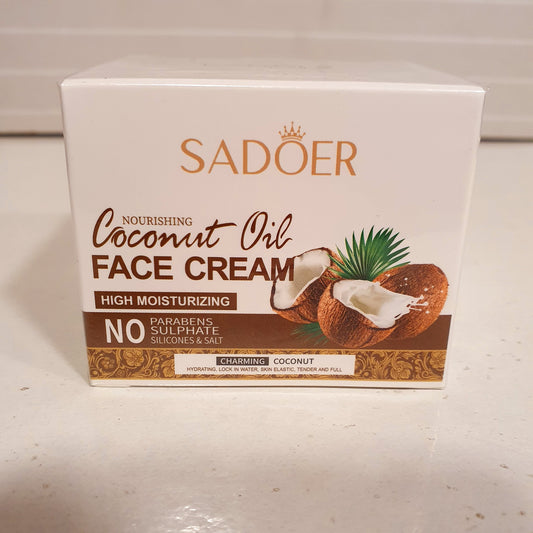 SADOER
NOURISHING
Coconut Oil
FACE CREAM
HIGH MOISTURIZING
NO PARABENS
SULPHATE
SILICONES & SALT
CHARMING COCONUT
HYDRATING, LOCK IN WATER, SKIN ELASTIC, TENDER AND FULL